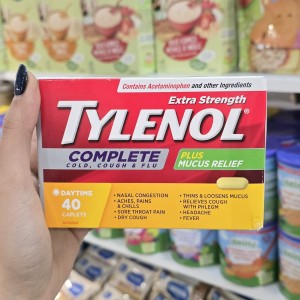 Contains Acetaminophen and other Ingredients
Extra Strength
TYLENOL®
COMPLETE
COLD, COUGH & FLU
PLUS
MUCUS RELIEF
DAYTIME
40
CAPLETS
• NASAL CONGESTION
• ACHES, PAINS
& CHILLS
• SORE THROAT PAIN
• DRY COUGH
• THINS & LOOSENS MUCUS
• RELIEVES COUGH
WITH PHLEGM
• HEADACHE
• FEVER